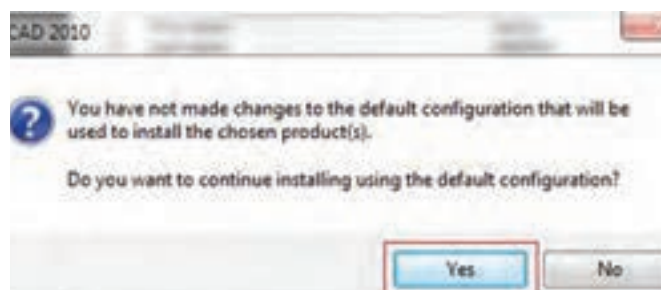 CAD 2010
You have not made changes to the default configuration that will be
used to install the chosen product(s).
Do you want to continue installing using the default configuration?
Yes
No